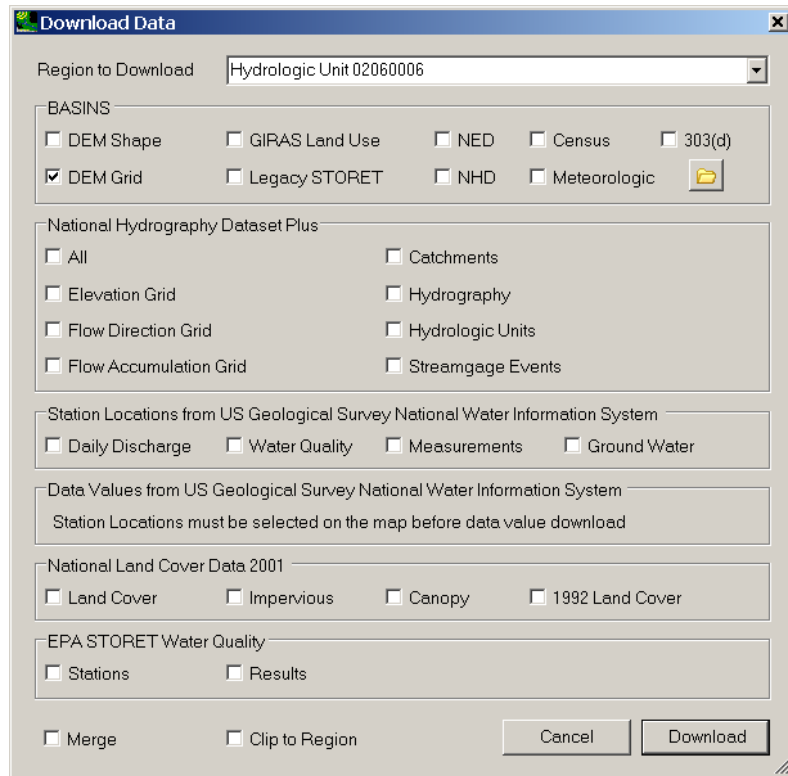 Download Data
Region to Download Hydrologic Unit 02060006
BASINS
DEM Shape GIRAS Land Use NED Census 303(d)
DEM Grid Legacy STORET NHD Meteorologic
National Hydrography Dataset Plus
All Catchments
Elevation Grid Hydrography
Flow Direction Grid Hydrologic Units
Flow Accumulation Grid Streamgage Events
Station Locations from US Geological Survey National Water Information System
Daily Discharge Water Quality Measurements Ground Water
Data Values from US Geological Survey National Water Information System
Station Locations must be selected on the map before data value download
National Land Cover Data 2001
Land Cover Impervious Canopy 1992 Land Cover
EPA STORET Water Quality
Stations Results
Merge Clip to Region Cancel Download